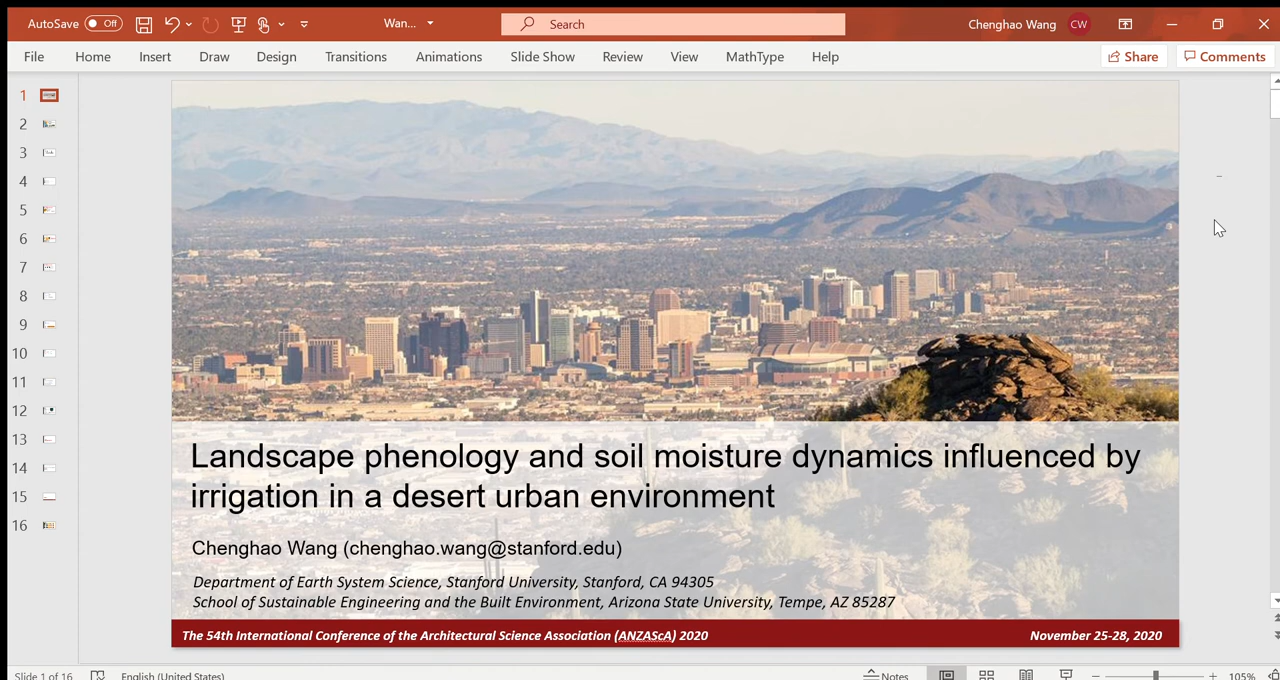 AutoSave Off Wan... Search Chenghao Wang CW
File Home Insert Draw Design Transitions Animations Slide Show Review View MathType Help Share Comments
1
2
3
4
5
6
7
8
9
10
11
12
13
14
15
16
Landscape phenology and soil moisture dynamics influenced by
irrigation in a desert urban environment
Chenghao Wang (chenghao.wang@stanford.edu)
Department of Earth System Science, Stanford University, Stanford, CA 94305
School of Sustainable Engineering and the Built Environment, Arizona State University, Tempe, AZ 85287
The 54th International Conference of the Architectural Science Association (ANZAScA) 2020 November 25-28, 2020
Slide 1 of 16 English (United States) Notes 105%